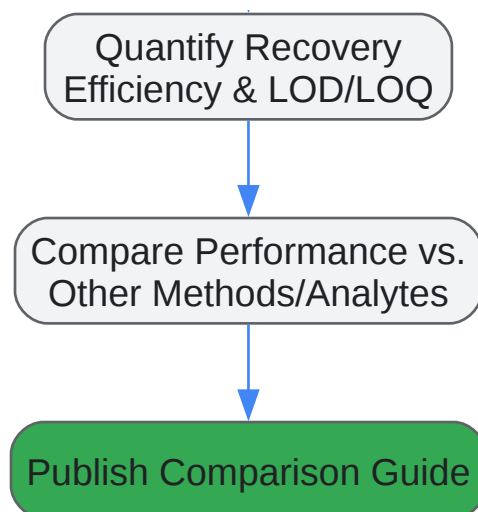 Quantify Recovery
Efficiency & LOD/LOQ
Compare Performance vs.
Other Methods/Analytes
Publish Comparison Guide